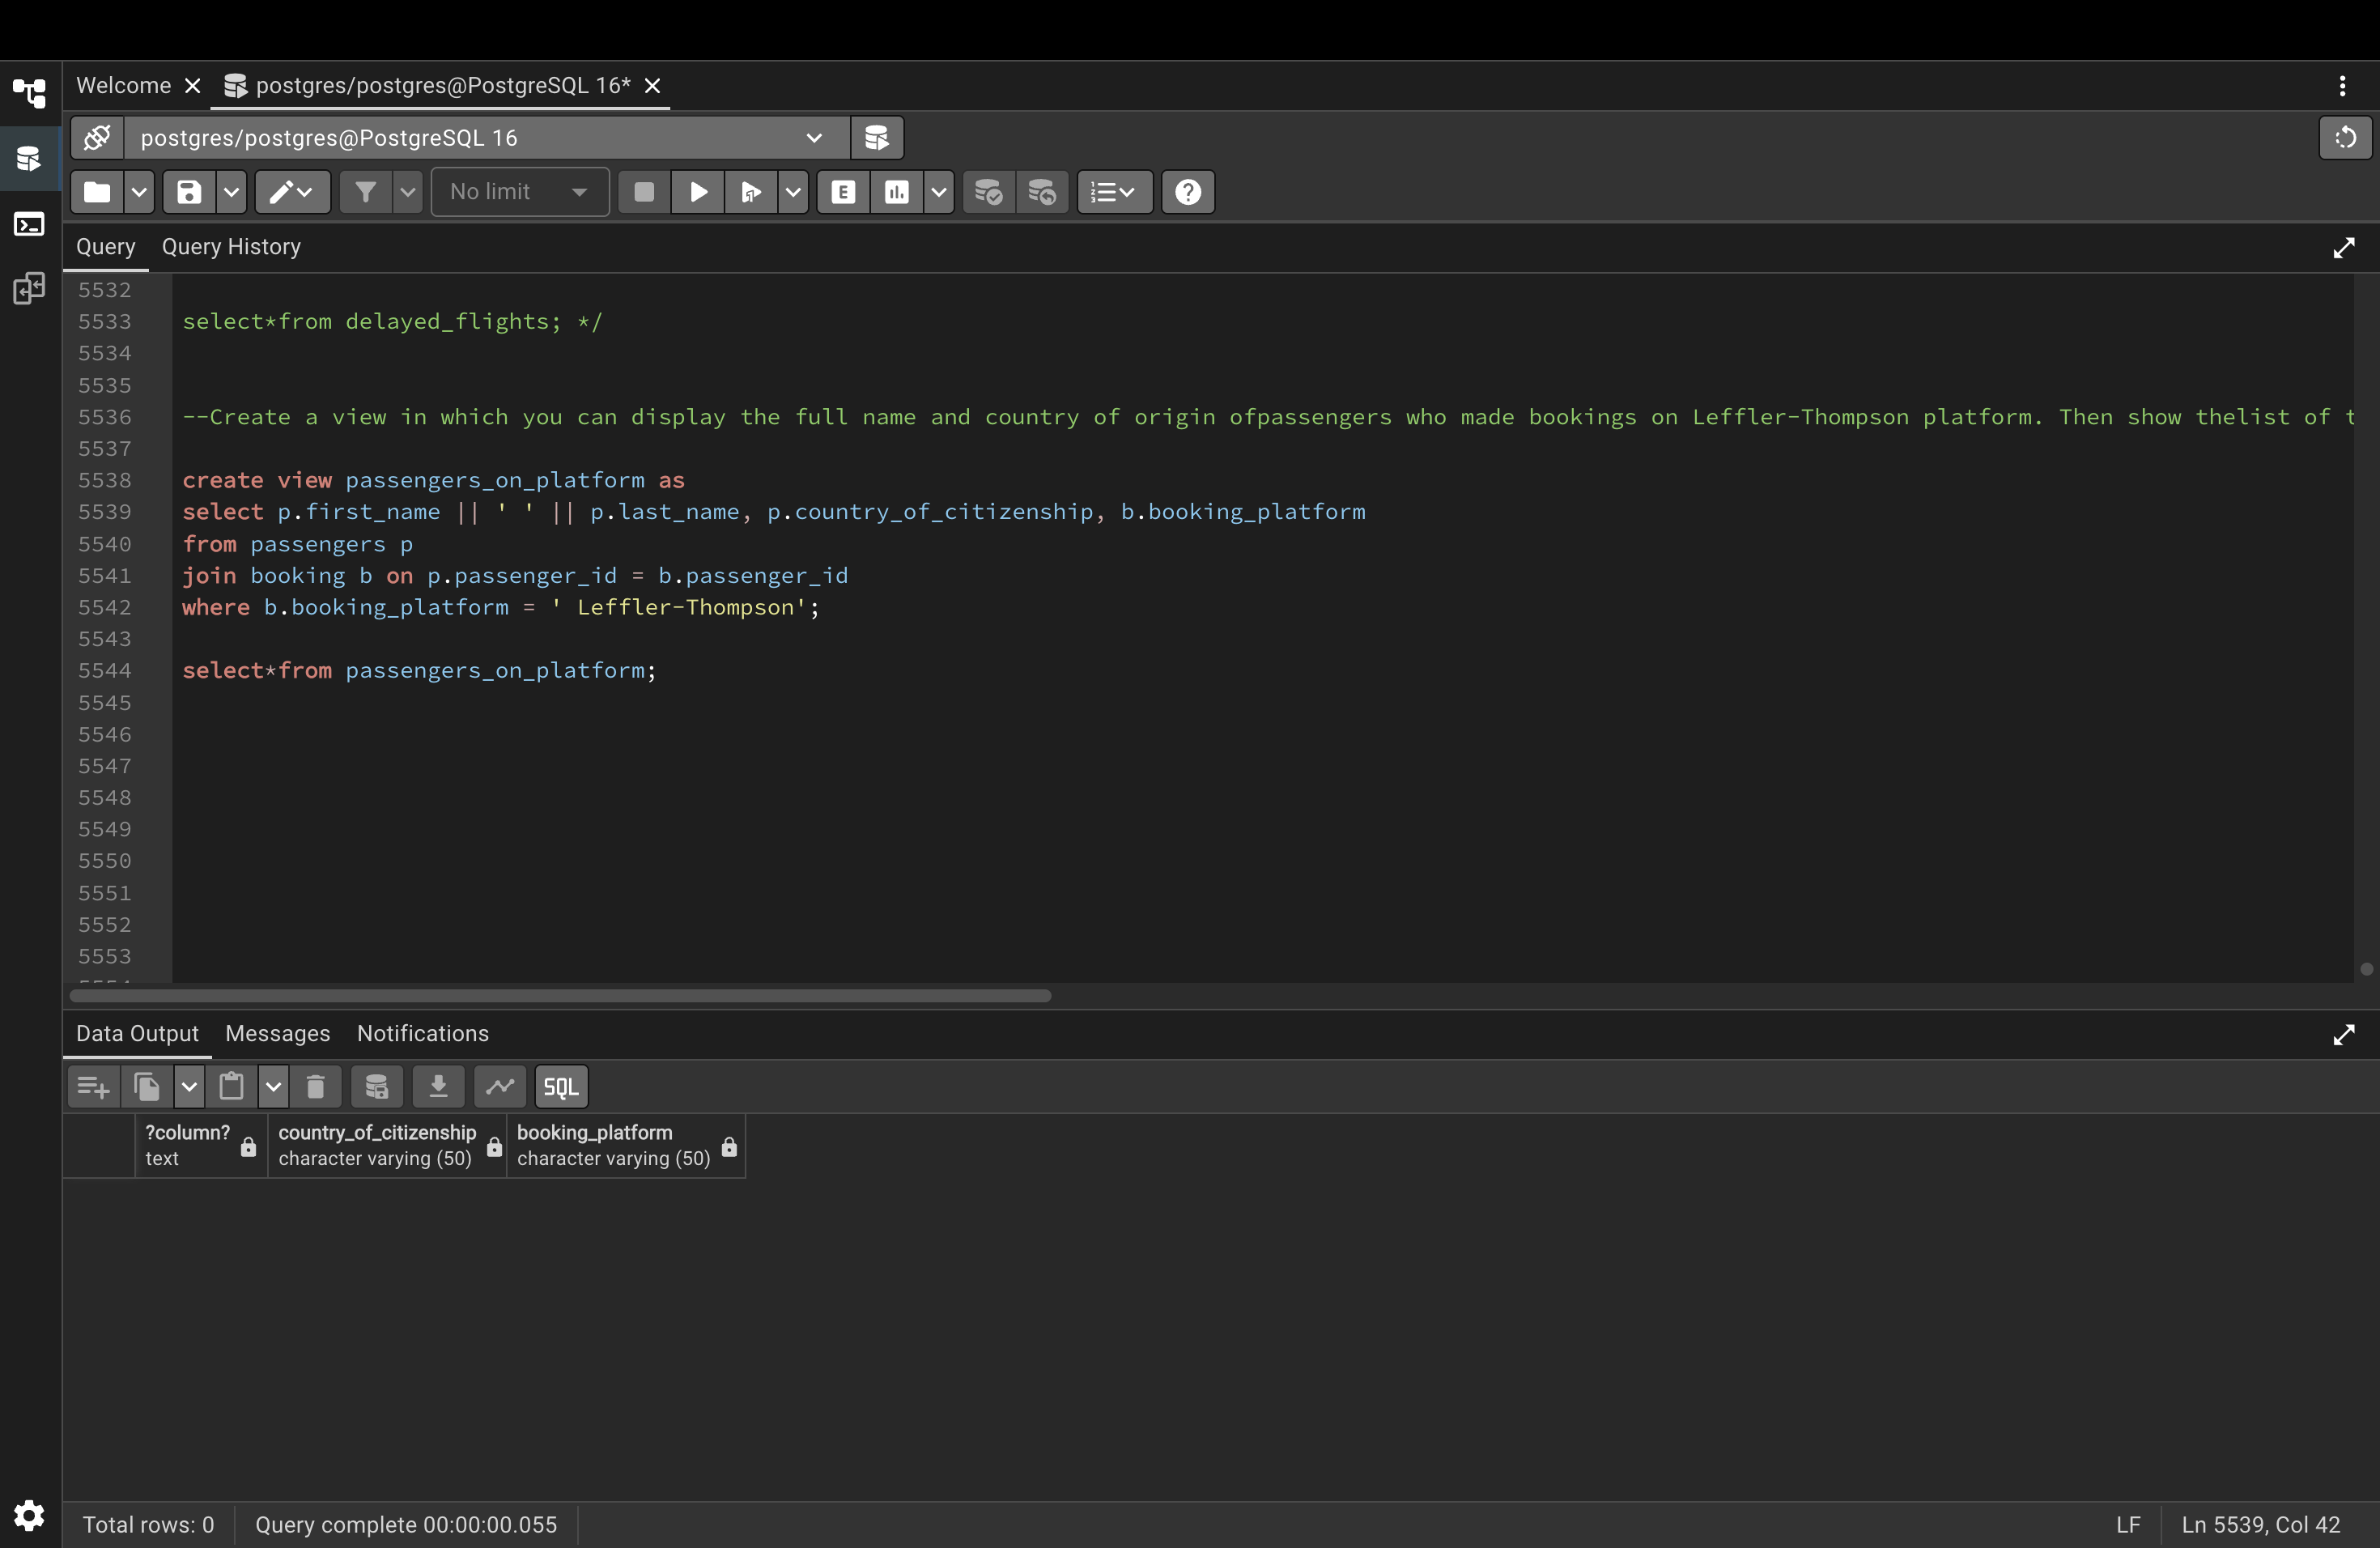 Welcome
postgres/postgres@PostgreSQL 16*
postgres/postgres@PostgreSQL 16
No limit
E
Query Query History
5532
5533 select*from delayed_flights; */
5534
5535
5536 --Create a view in which you can display the full name and country of origin ofpassengers who made bookings on Leffler-Thompson platform. Then show thelist of t
5537
5538 create view passengers_on_platform as
5539 select p.first_name || ' ' || p.last_name, p.country_of_citizenship, b.booking_platform
5540 from passengers p
5541 join booking b on p.passenger_id = b.passenger_id
5542 where b.booking_platform = ' Leffler-Thompson';
5543
5544 select*from passengers_on_platform;
5545
5546
5547
5548
5549
5550
5551
5552
5553
Data Output Messages Notifications
SQL
?column? country_of_citizenship booking_platform
text character varying (50) character varying (50)
Total rows: 0 Query complete 00:00:00.055 LF Ln 5539, Col 42